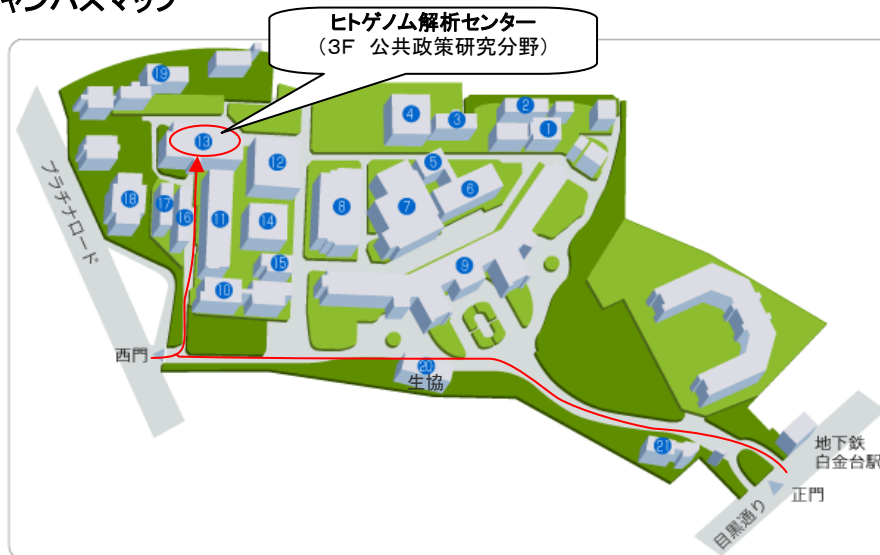 ャンパスマップ
ヒトゲノム解析センター
(3F 公共政策研究分野)
19
4
3
2
1
13
12
5
6
18
17
16
11
8
7
14
15
9
10
プラチナロード
西門
20
生協
21
地下鉄
白金台駅
正門
目黒通り